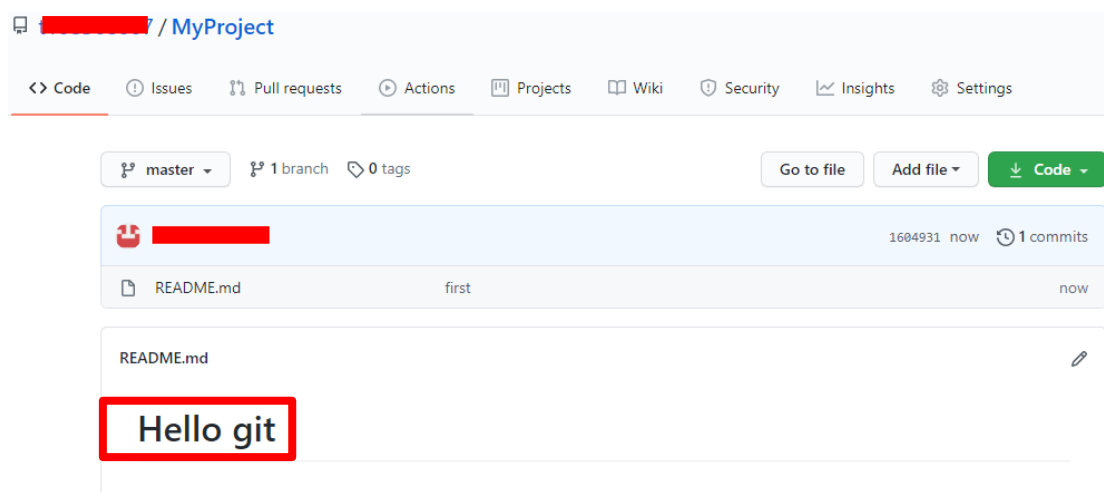 / MyProject
Code Issues Pull requests Actions Projects Wiki Security Insights Settings
master 1 branch 0 tags Go to file Add file Code
1604931 now 1 commits
README.md first now
README.md
Hello git